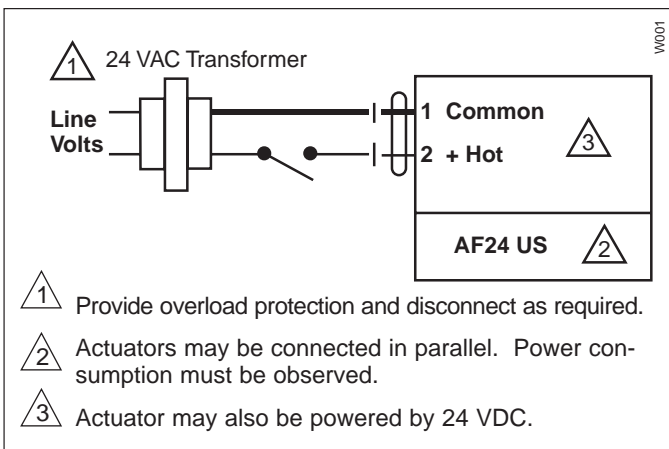 W001
1 24 VAC Transformer
Line
Volts
1 Common
2 + Hot
3
AF24 US 2
1 Provide overload protection and disconnect as required.
2 Actuators may be connected in parallel. Power con-
sumption must be observed.
3 Actuator may also be powered by 24 VDC.